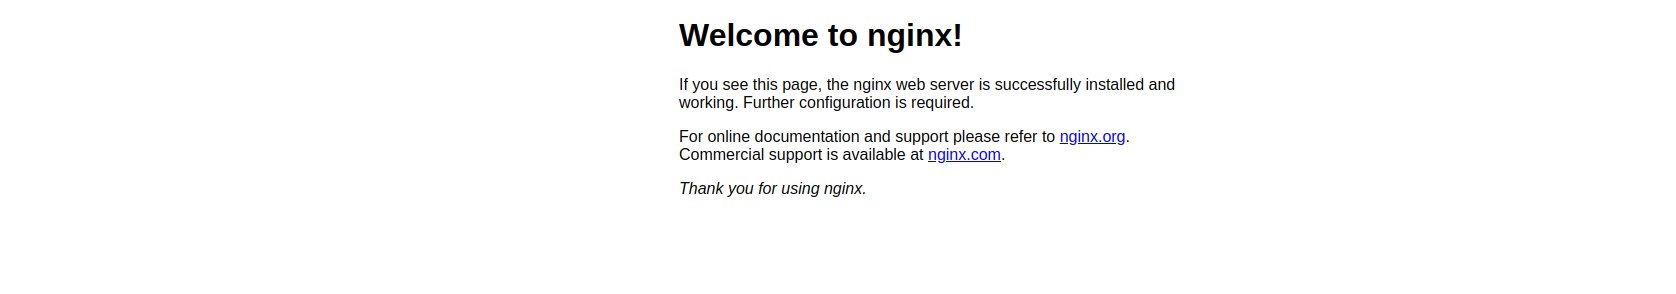 Welcome to nginx!
If you see this page, the nginx web server is successfully installed and
working. Further configuration is required.
For online documentation and support please refer to nginx.org.
Commercial support is available at nginx.com.
Thank you for using nginx.